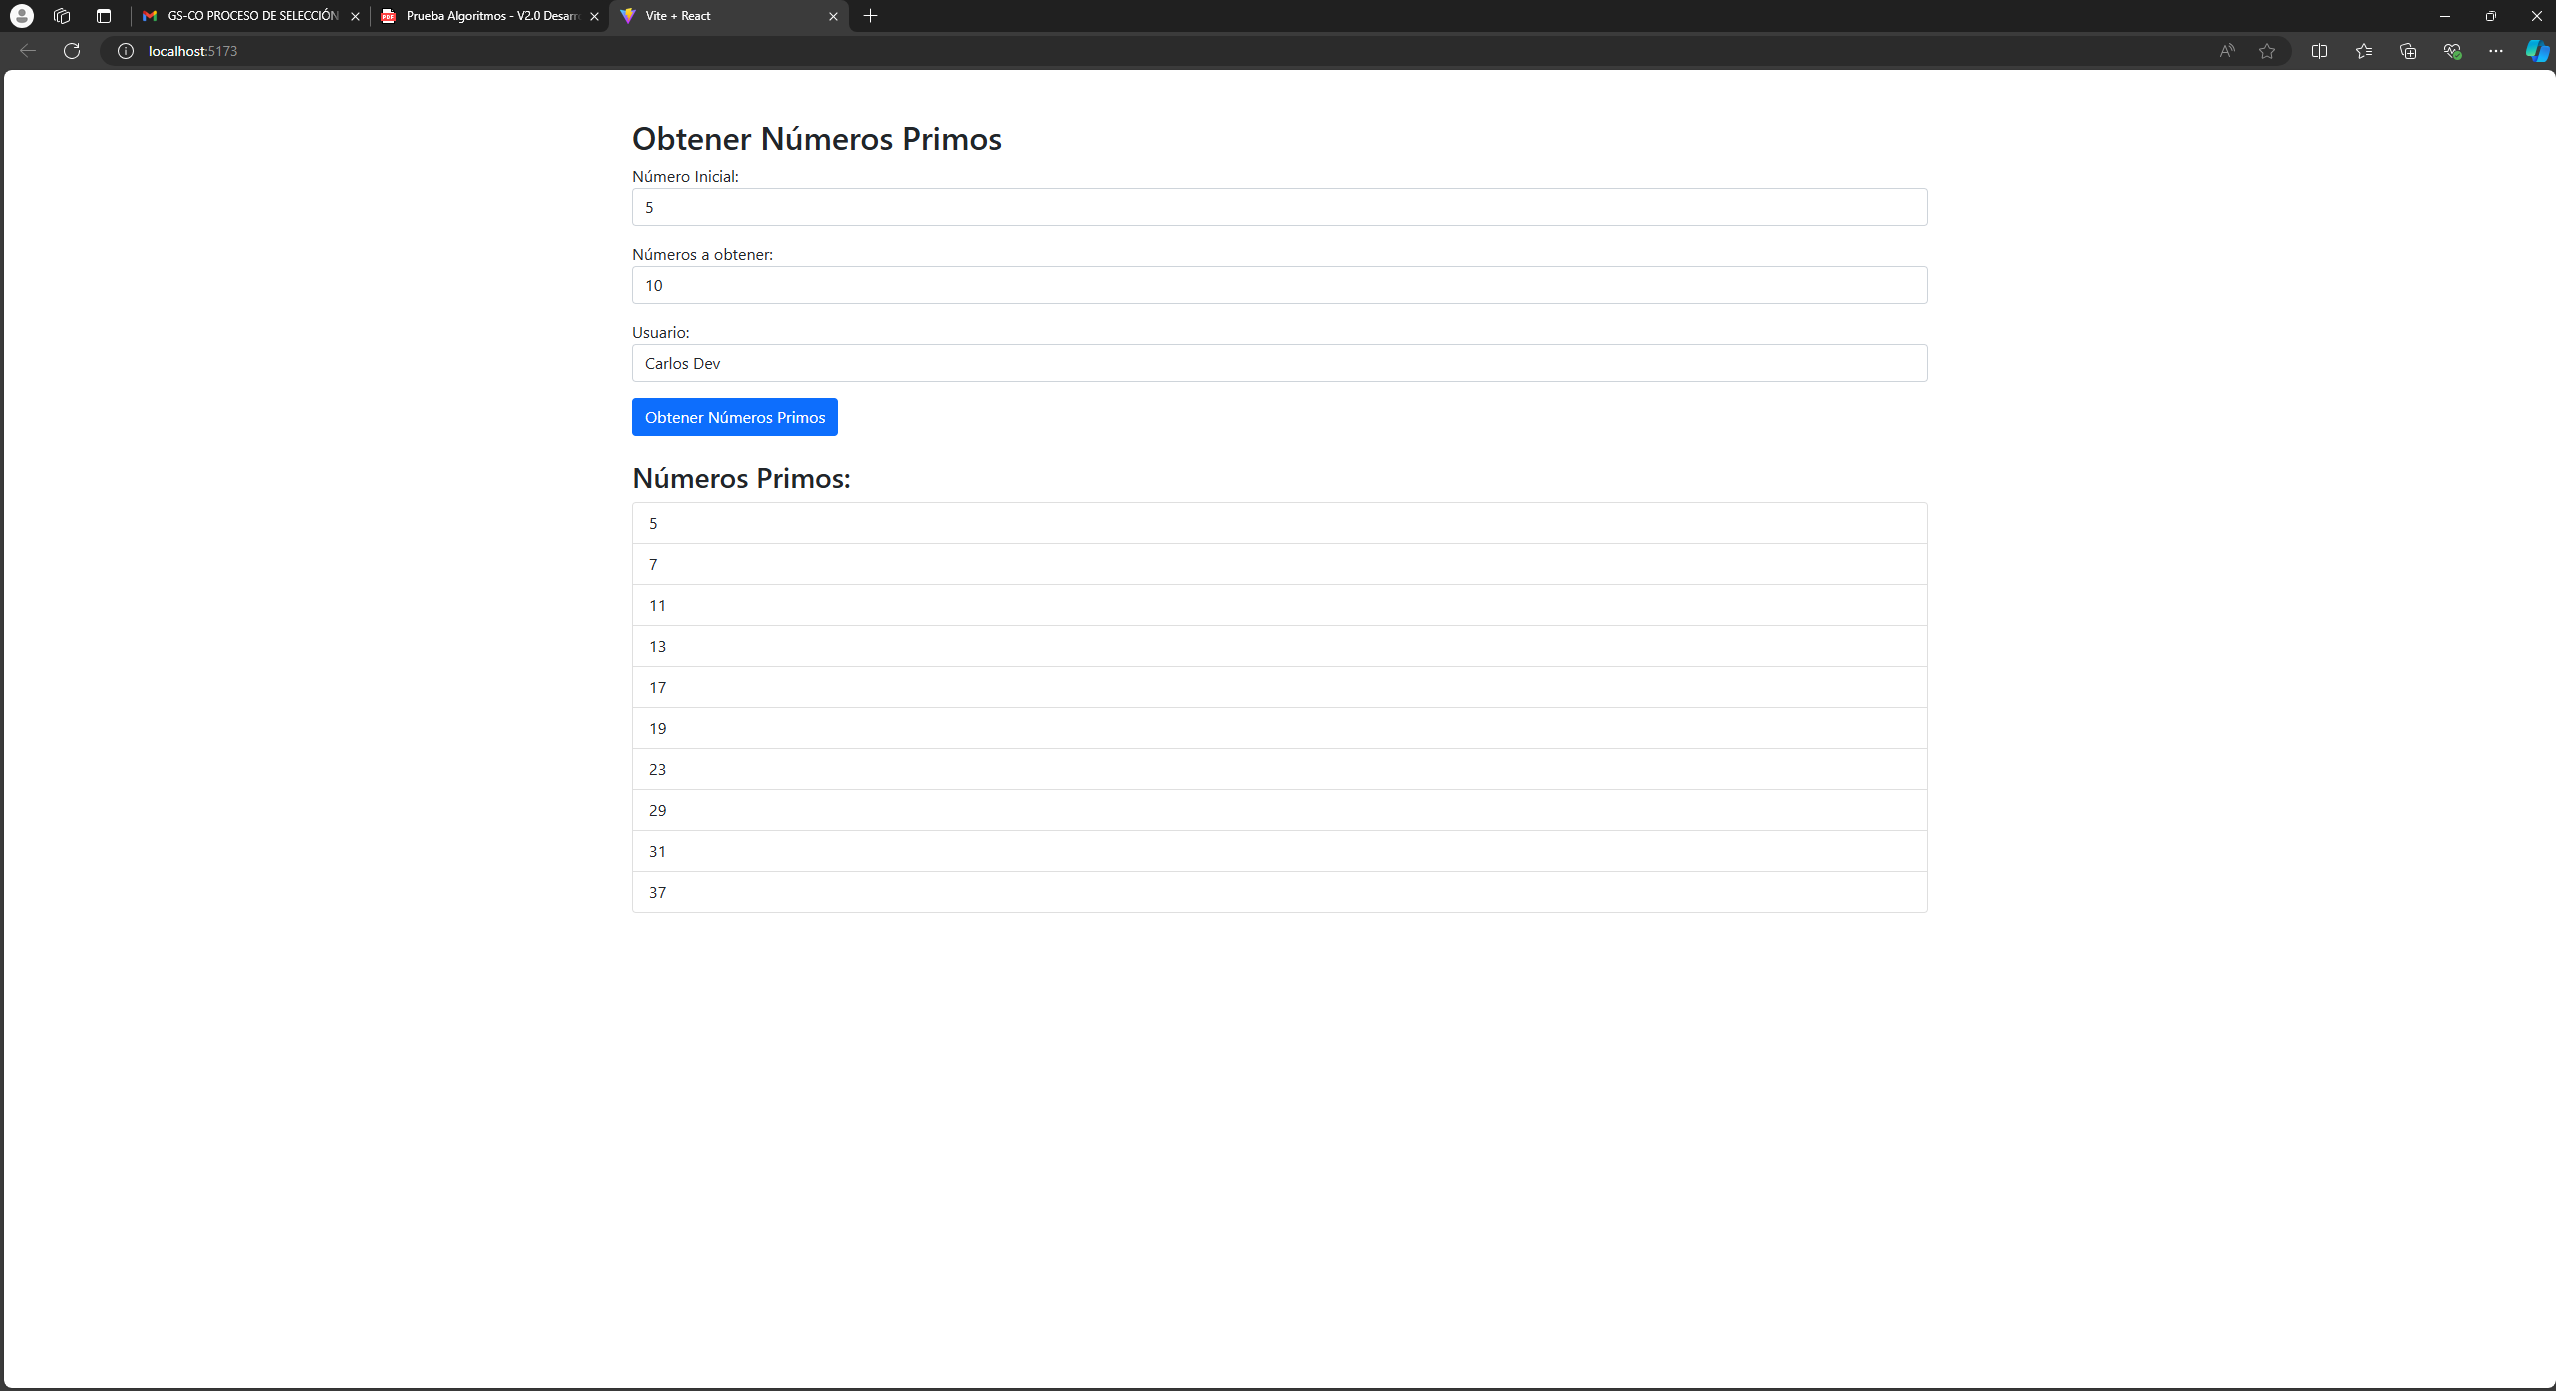 GS-CO PROCESO DE SELECCIÓN
Prueba Algoritmos - V2.0 Desarro
Vite + React
localhost:5173
Obtener Números Primos
Número Inicial:
5
Números a obtener:
10
Usuario:
Carlos Dev
Obtener Números Primos
Números Primos:
5
7
11
13
17
19
23
29
31
37